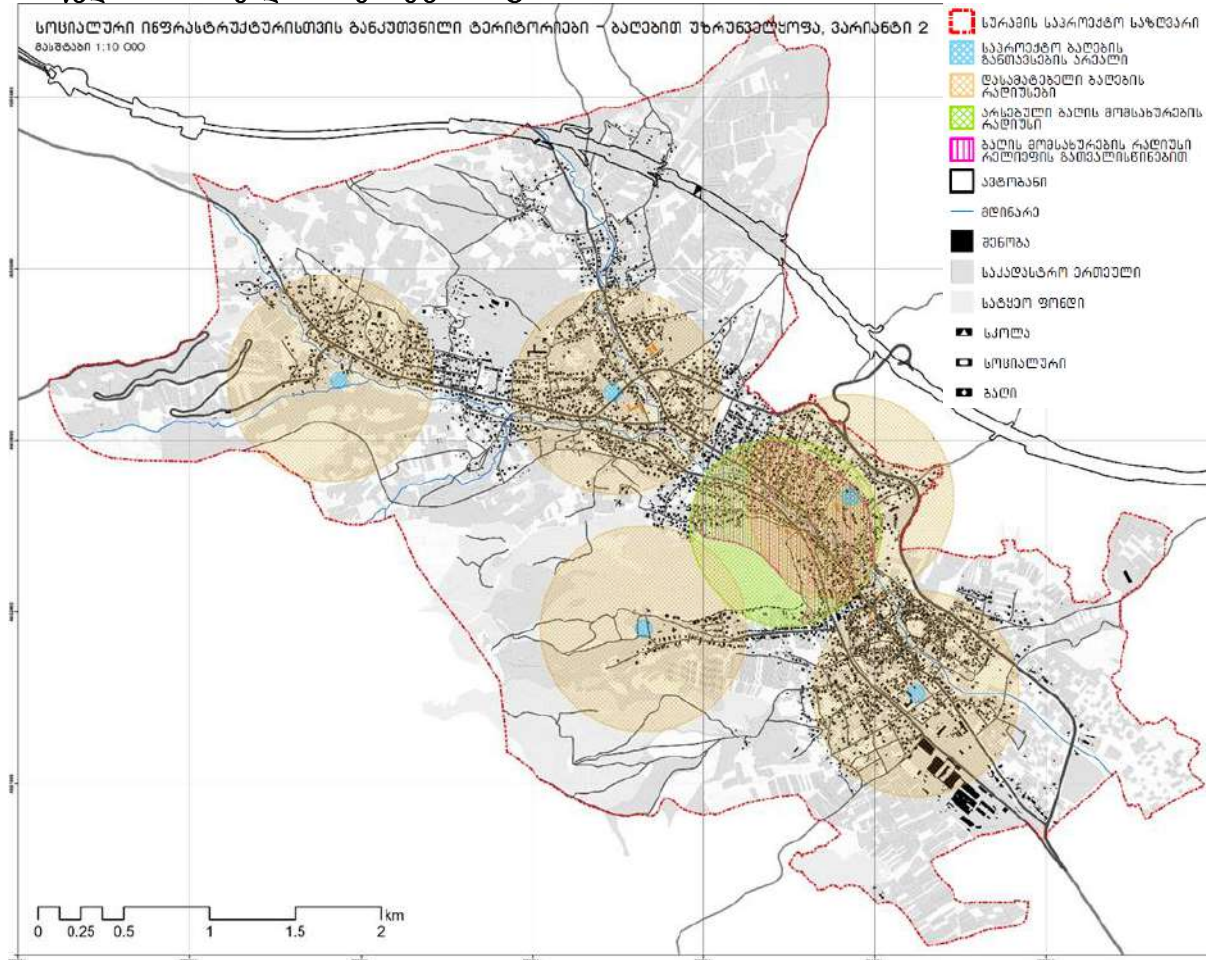 სოციალური ინფრასტრუქტურისთვის განკუთვნილი ტერიტორიები - ბაღებით უზრუნველყოფა, ვარიანტი 2
მასშტაბი 1:10 000
სურამის საპროექტო საზღვარი
საპროექტო ბაღების
განთავსების არეალი
დასამატებელი ბაღების
რადიუსები
არსებული ბაღის მომსახურების
რადიუსი
ბაღის მომსახურების რადიუსი
რელიეფის გათვალისწინებით
ავტობანი
მდინარე
შენობა
საკადასტრო ერთეული
სატყეო ფონდი
სკოლა
სოციალური
ბაღი
km
0 0.25 0.5 1 1.5 2